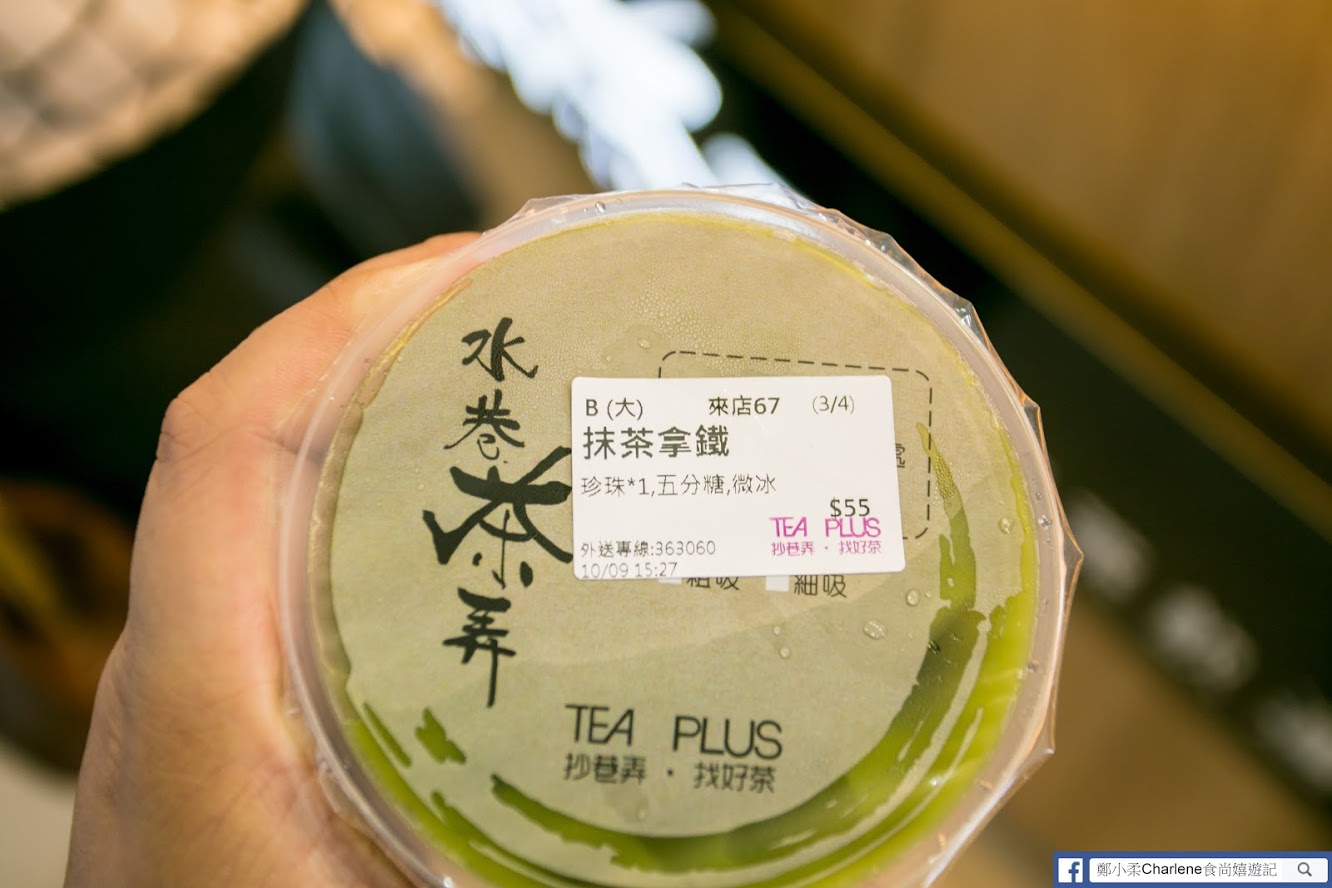 水巷茶弄
B (大) 來店67 (3/4)
抹茶拿鐵
珍珠*1,五分糖,微冰
$55
TEA PLUS
外送專線:363060 抄巷弄・找好茶
10/09 15:27
處
粗吸 細吸
TEA PLUS
抄巷弄・找好茶
鄭小柔Charlene食尚嬉遊記